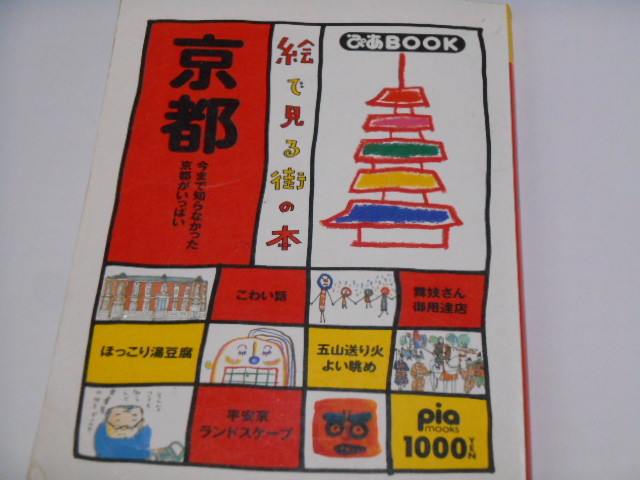 京都
今まで知らなかった
京都がいっぱい
絵で見る街の本
ぴあBOOK
こわい話
舞妓さん
御用達店
ほっこり湯豆腐
五山送り火
よい眺め
平安京
ランドスケープ
pia
mooks
1000YEN